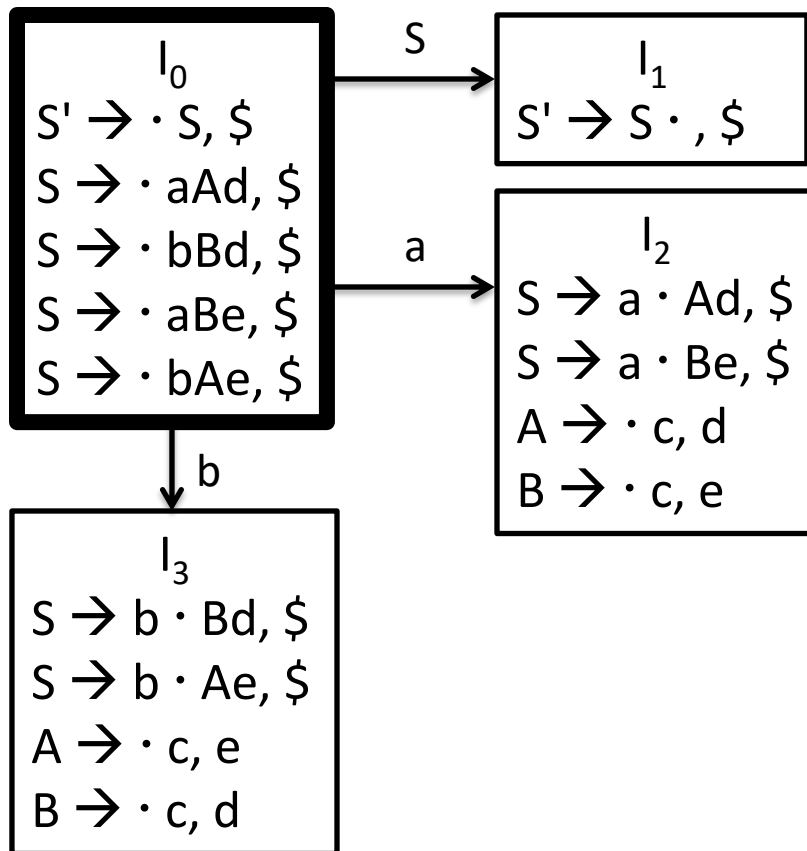 I₀
S' → · S, $
S → · aAd, $
S → · bBd, $
S → · aBe, $
S → · bAe, $
S
I₁
S' → S · , $
a
I₂
S → a · Ad, $
S → a · Be, $
A → · c, d
B → · c, e
b
I₃
S → b · Bd, $
S → b · Ae, $
A → · c, e
B → · c, d